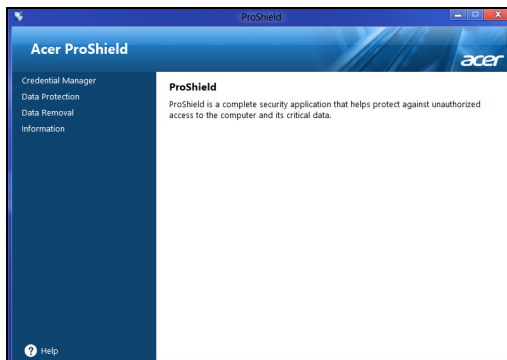 ProShield
Acer ProShield
acer
Credential Manager
Data Protection
Data Removal
Information
ProShield
ProShield is a complete security application that helps protect against unauthorized
access to the computer and its critical data.
? Help